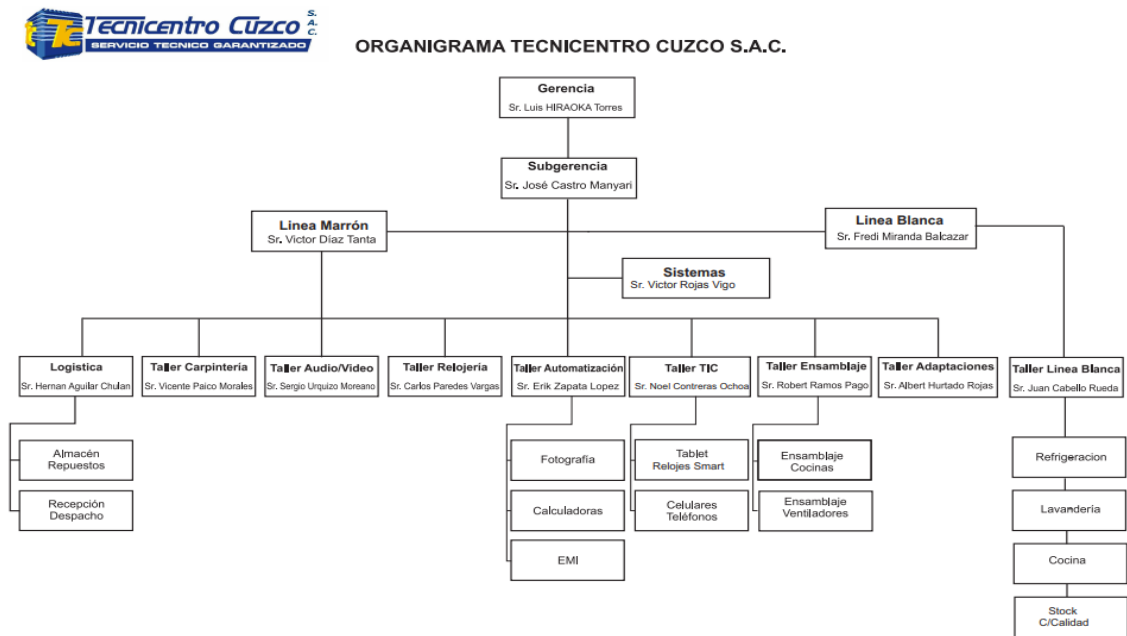 Tecnicentro Cuzco S.A.C.
SERVICIO TECNICO GARANTIZADO
ORGANIGRAMA TECNICENTRO CUZCO S.A.C.
Gerencia
Sr. Luis HIRAOKA Torres
Subgerencia
Sr. José Castro Manyari
Linea Marrón
Sr. Victor Díaz Tanta
Linea Blanca
Sr. Fredi Miranda Balcazar
Sistemas
Sr. Victor Rojas Vigo
Logistica
Sr. Hernan Aguilar Chulan
Taller Carpintería
Sr. Vicente Paico Morales
Taller Audio/Video
Sr. Sergio Urquizo Moreano
Taller Relojería
Sr. Carlos Paredes Vargas
Taller Automatización
Sr. Erik Zapata Lopez
Taller TIC
Sr. Noel Contreras Ochoa
Taller Ensamblaje
Sr. Robert Ramos Pago
Taller Adaptaciones
Sr. Albert Hurtado Rojas
Taller Linea Blanca
Sr. Juan Cabello Rueda
Almacén
Repuestos
Recepción
Despacho
Fotografía
Calculadoras
EMI
Tablet
Relojes Smart
Celulares
Teléfonos
Ensamblaje
Cocinas
Ensamblaje
Ventiladores
Refrigeracion
Lavandería
Cocina
Stock
C/Calidad